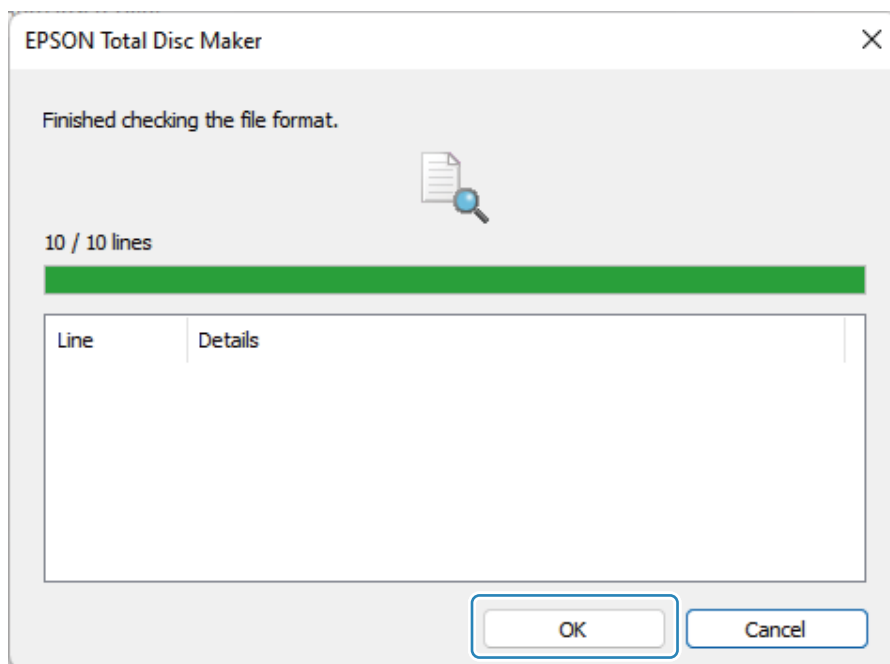 EPSON Total Disc Maker
Finished checking the file format.
10 / 10 lines
Line Details
OK Cancel